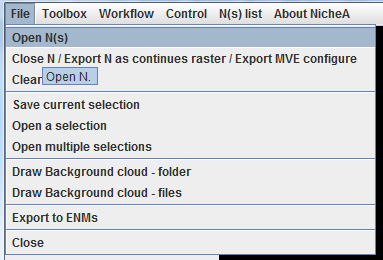 File Toolbox Workflow Control N(s) list About NicheA
Open N(s)
Close N / Export N as continues raster / Export MVE configure
Clear
Open N.
Save current selection
Open a selection
Open multiple selections
Draw Background cloud - folder
Draw Background cloud - files
Export to ENMs
Close